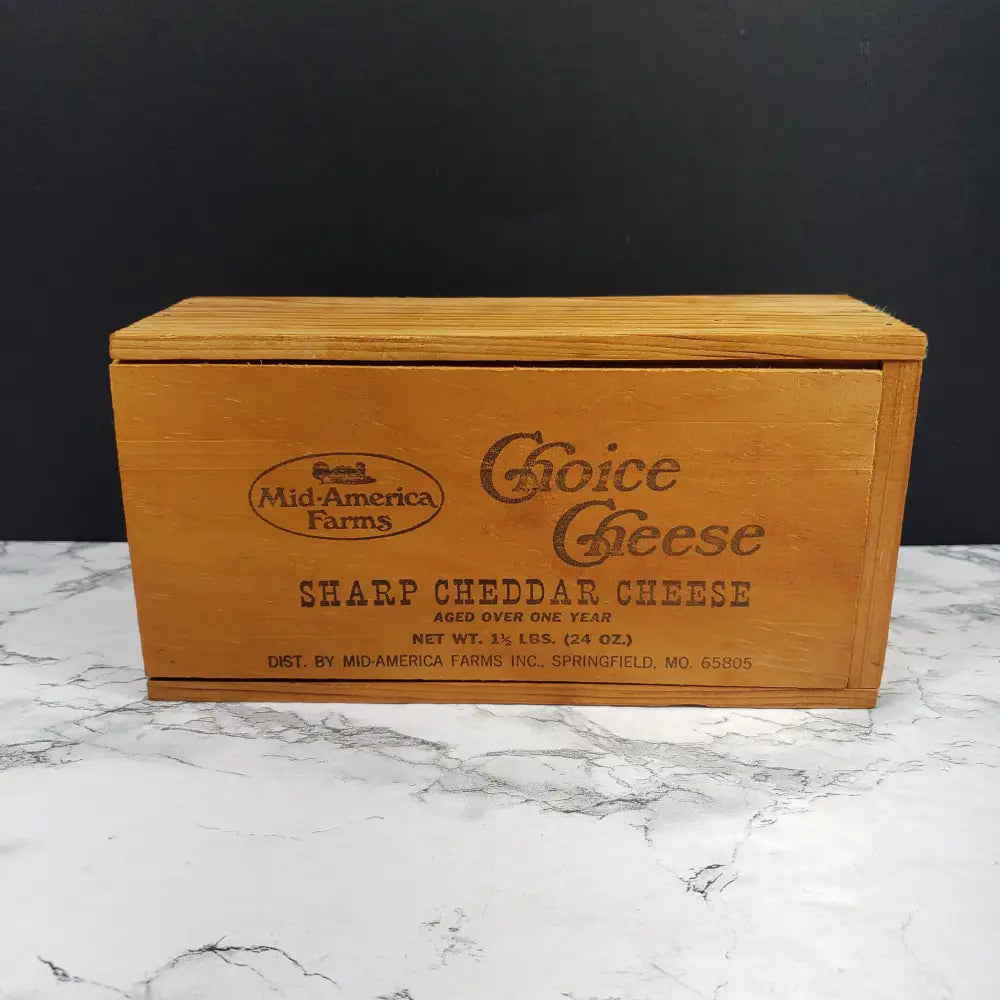 Mid-America
Farms
Choice
Cheese
SHARP CHEDDAR CHEESE
AGED OVER ONE YEAR
NET WT. 1½ LBS. (24 OZ.)
DIST. BY MID-AMERICA FARMS INC., SPRINGFIELD, MO. 65805